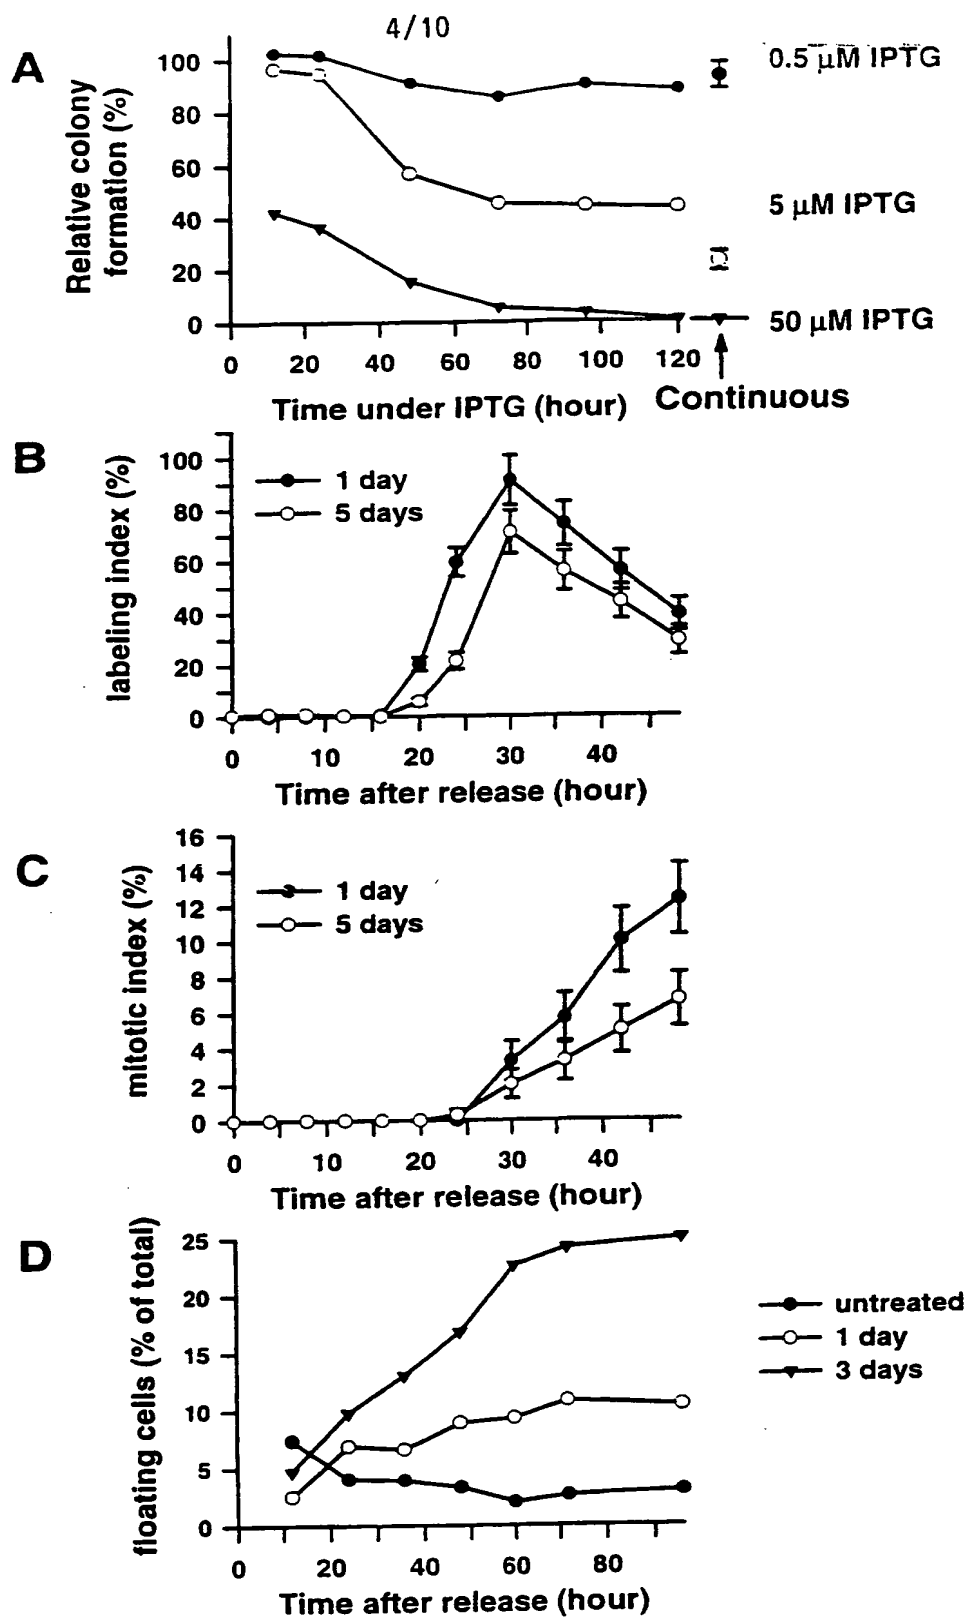 4/10
A
Relative colony
formation (%)
100
80
60
40
20
0
0 20 40 60 80 100 120
Time under IPTG (hour)
0.5 µM IPTG
5 µM IPTG
50 µM IPTG
Continuous
B
labeling index (%)
100
80
60
40
20
0
1 day
5 days
0 10 20 30 40
Time after release (hour)
C
mitotic index (%)
16
14
12
10
8
6
4
2
0
1 day
5 days
0 10 20 30 40
Time after release (hour)
D
floating cells (% of total)
25
20
15
10
5
0
untreated
1 day
3 days
0 20 40 60 80
Time after release (hour)